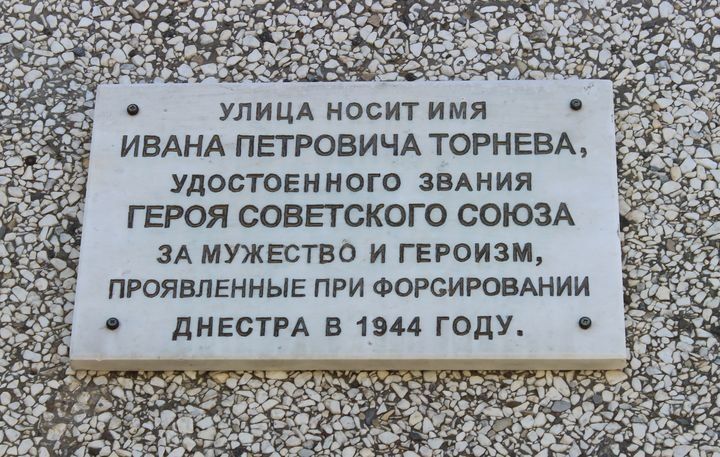 УЛИЦА НОСИТ ИМЯ
ИВАНА ПЕТРОВИЧА ТОРНЕВА,
УДОСТОЕННОГО ЗВАНИЯ
ГЕРОЯ СОВЕТСКОГО СОЮЗА
ЗА МУЖЕСТВО И ГЕРОИЗМ,
ПРОЯВЛЕННЫЕ ПРИ ФОРСИРОВАНИИ
ДНЕСТРА В 1944 ГОДУ.